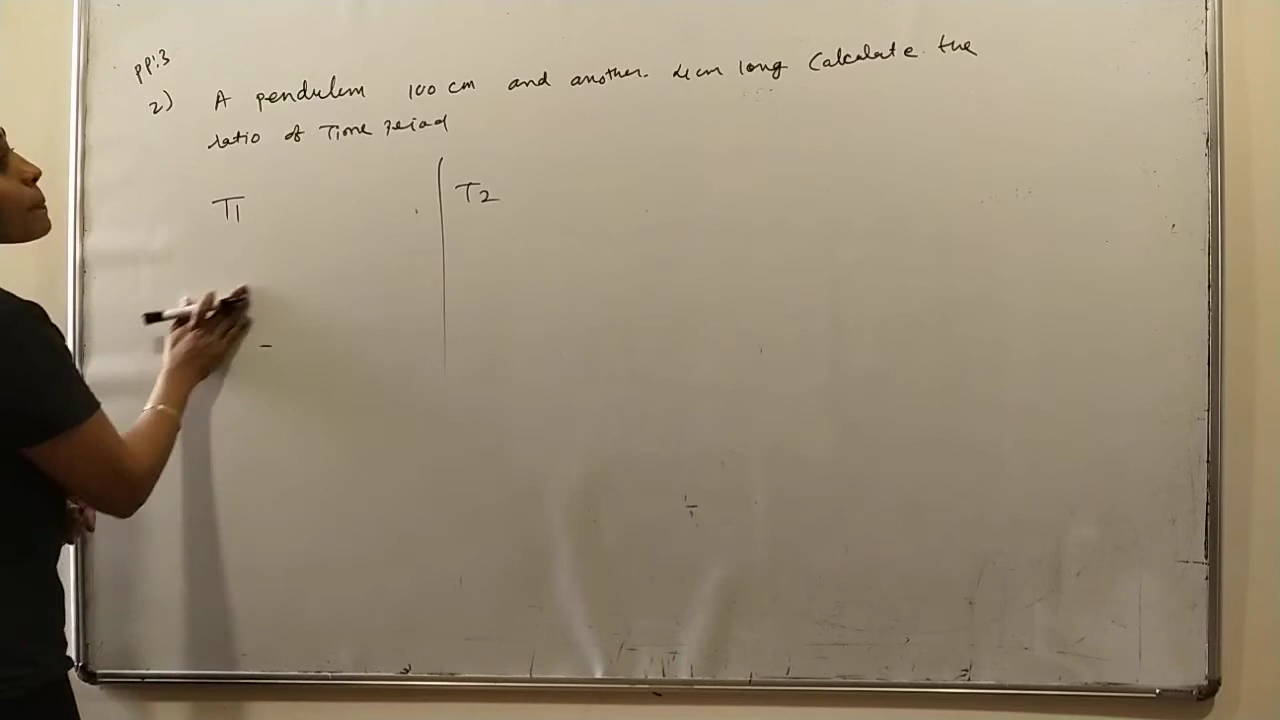 PP:3
2) A pendulum 100 cm and another 4cm long Calculate the
ratio of Time Period
T1
T2